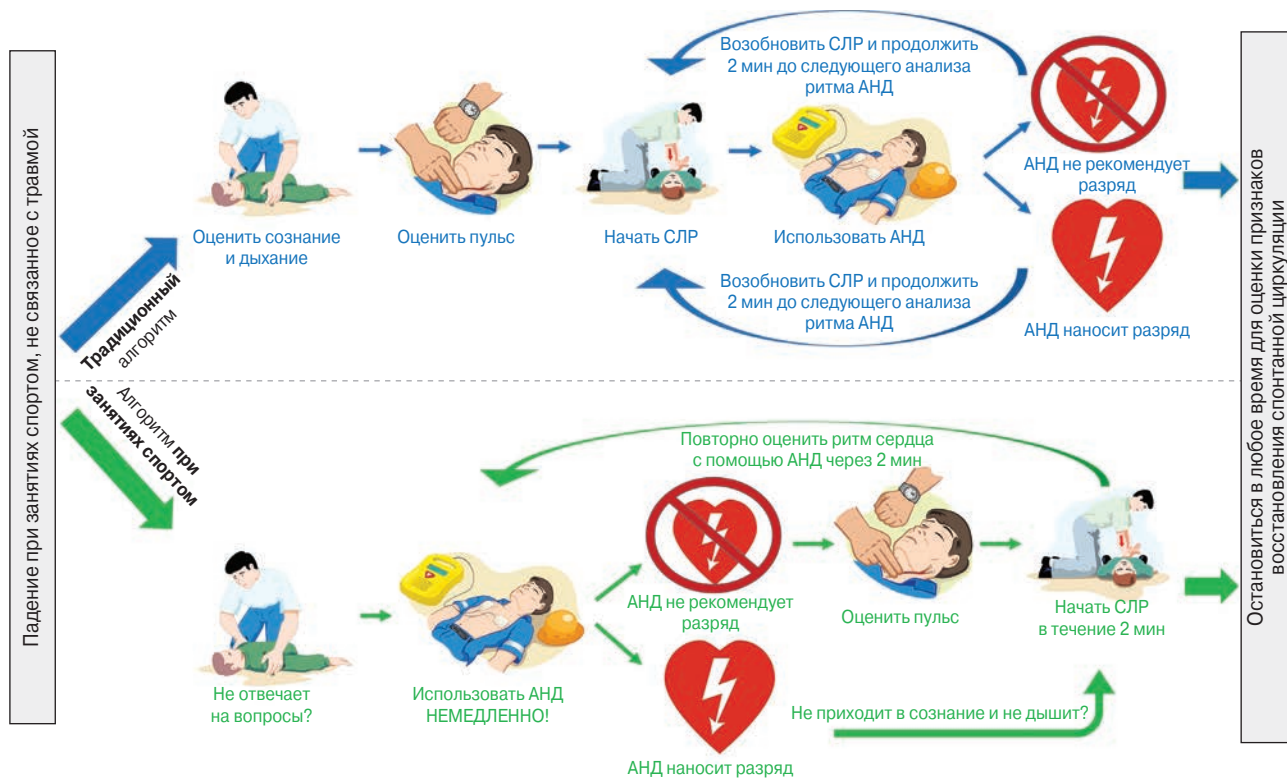 Падение при занятиях спортом, не связанное с травмой
Традиционный
алгоритм
Оценить сознание
и дыхание
Оценить пульс
Начать СЛР
Использовать АНД
Возобновить СЛР и продолжить
2 мин до следующего анализа
ритма АНД
АНД не рекомендует
разряд
Возобновить СЛР и продолжить
2 мин до следующего анализа
ритма АНД
АНД наносит разряд
Алгоритм при
занятиях спортом
Не отвечает
на вопросы?
Использовать АНД
НЕМЕДЛЕННО!
Повторно оценить ритм сердца
с помощью АНД через 2 мин
АНД не рекомендует
разряд
Оценить пульс
Начать СЛР
в течение 2 мин
АНД наносит разряд
Не приходит в сознание и не дышит?
Остановиться в любое время для оценки признаков
восстановления спонтанной циркуляции